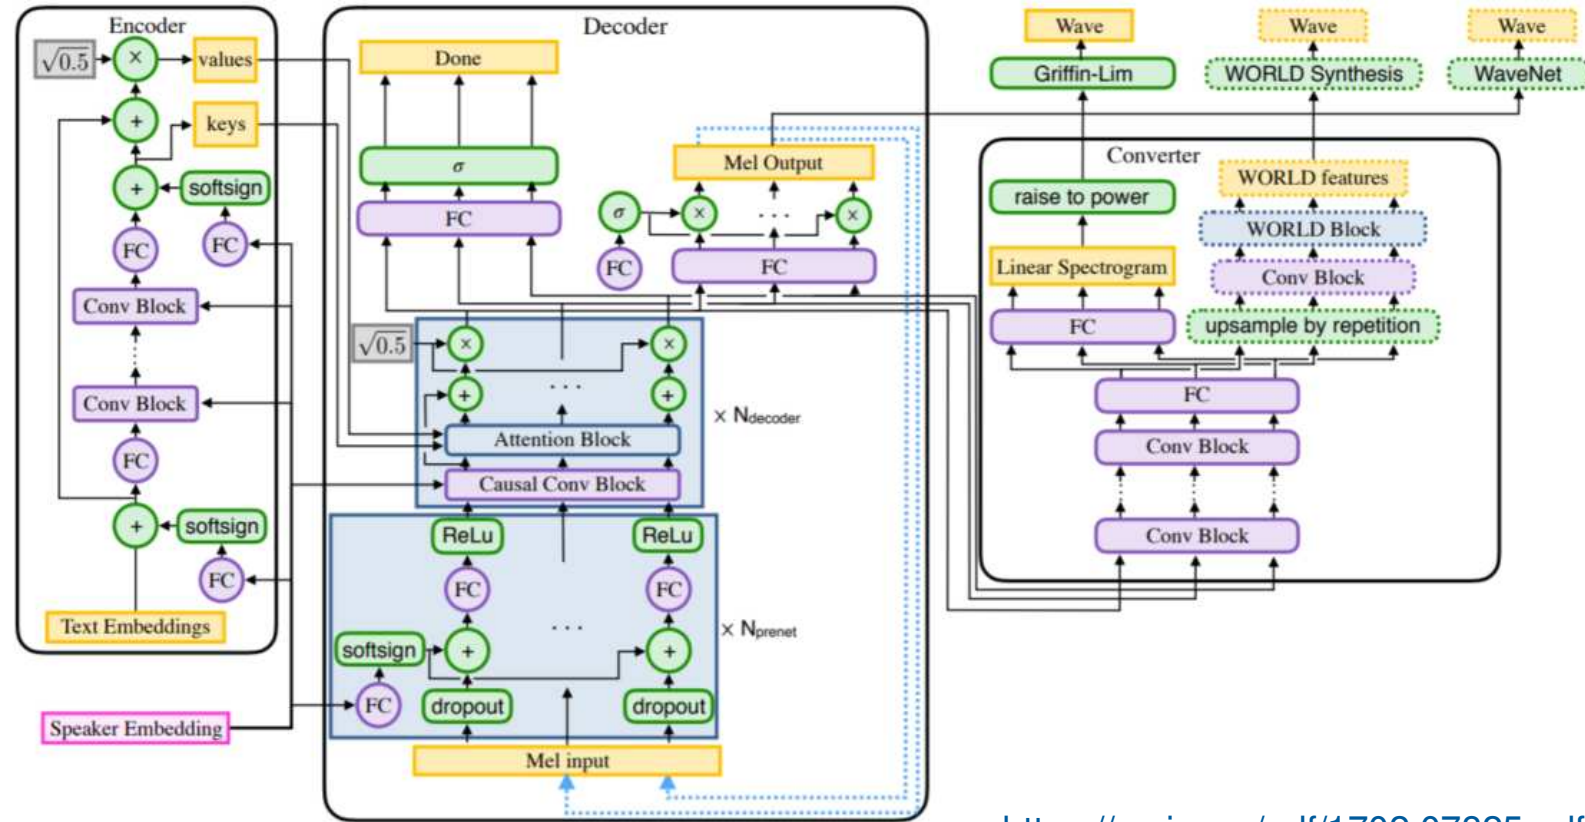 Encoder
√0.5
×
values
+
keys
+
softsign
FC
FC
Conv Block
Conv Block
FC
+
softsign
FC
Text Embeddings
Speaker Embedding
Decoder
Done
σ
FC
Mel Output
σ
×
. . .
×
FC
FC
√0.5
×
×
+
. . .
+
Attention Block
Causal Conv Block
× Ndecoder
ReLu
ReLu
FC
FC
. . .
softsign
+
+
× Nprenet
FC
dropout
dropout
Mel input
Wave
Wave
Wave
Griffin-Lim
WORLD Synthesis
WaveNet
Converter
raise to power
WORLD features
WORLD Block
Linear Spectrogram
Conv Block
FC
upsample by repetition
FC
Conv Block
Conv Block